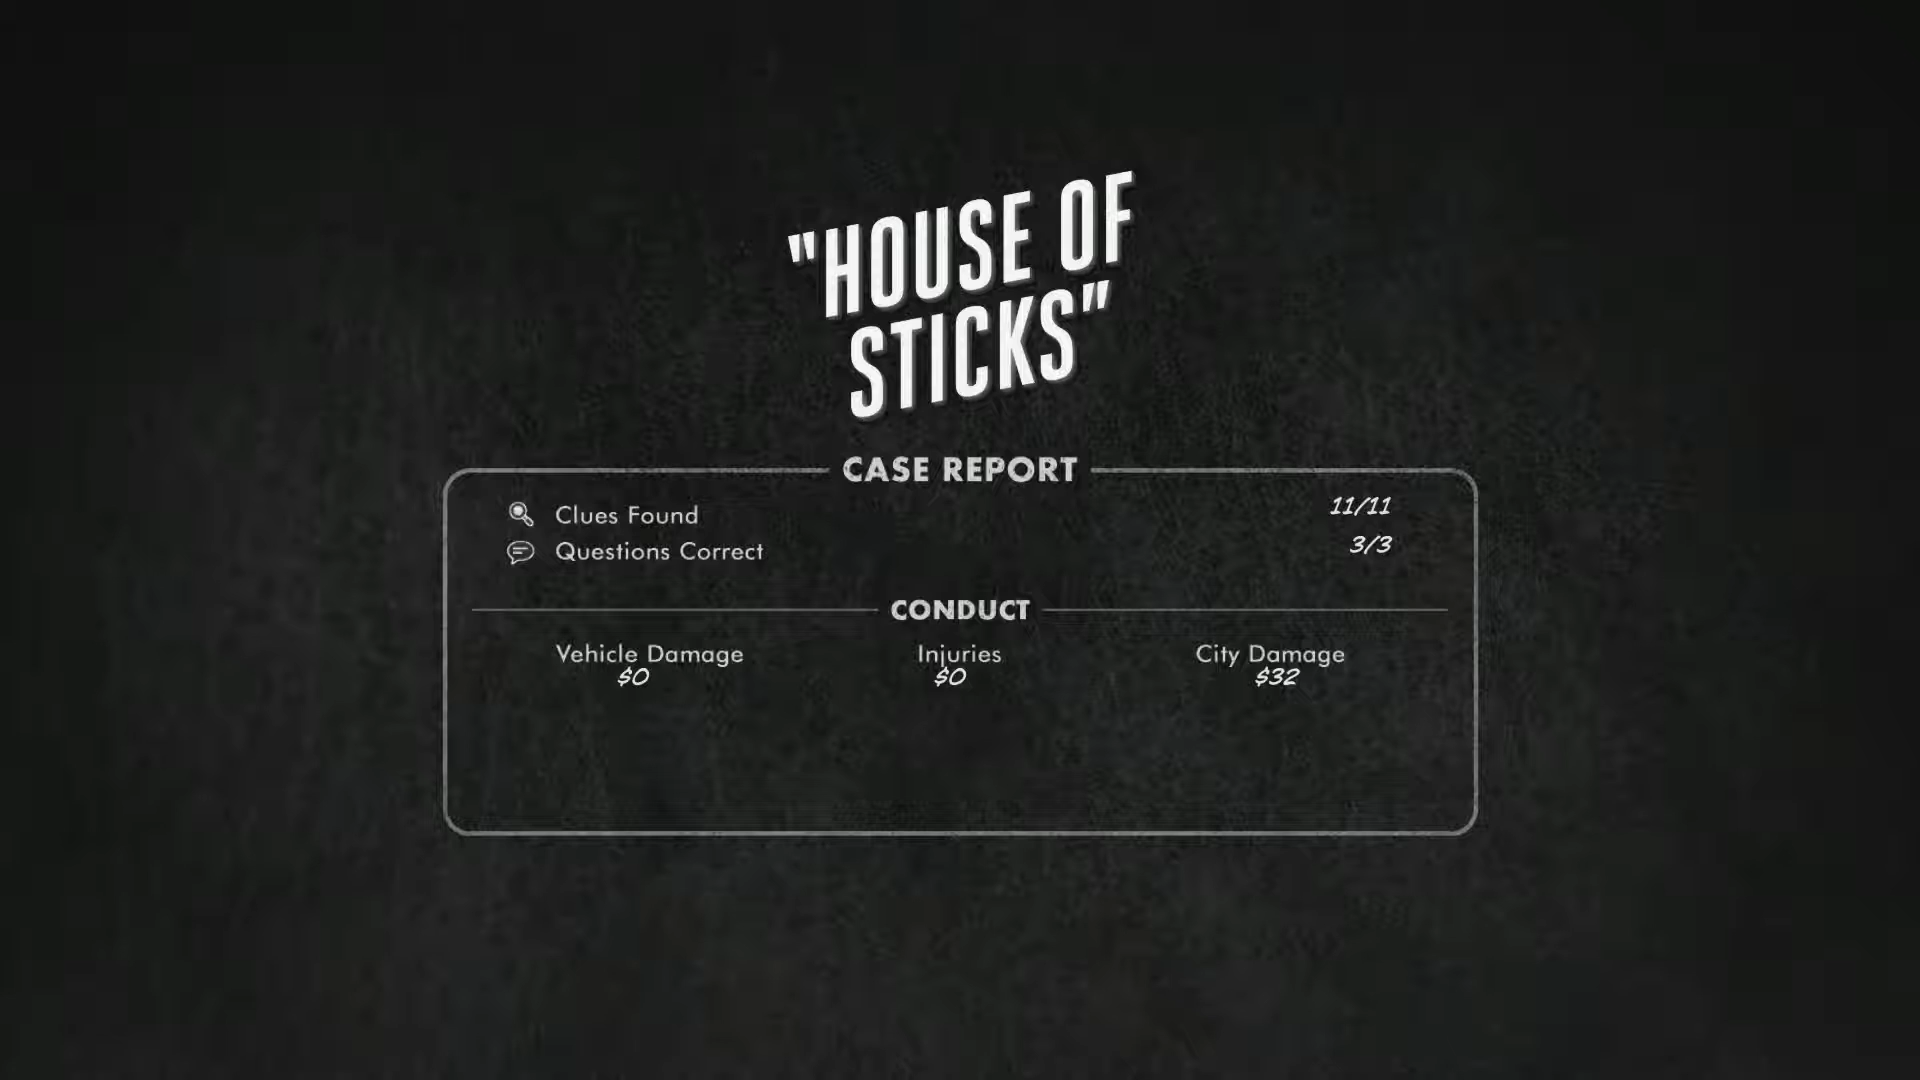 "HOUSE OF
STICKS"
CASE REPORT
Clues Found 11/11
Questions Correct 3/3
CONDUCT
Vehicle Damage Injuries City Damage
$0 $0 $32